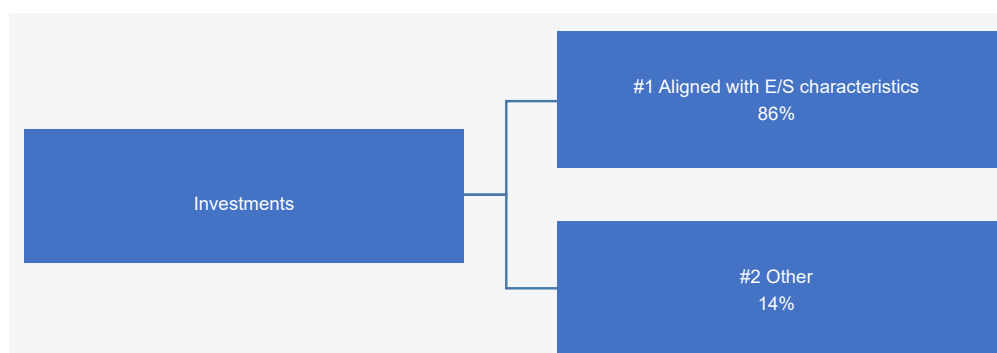 #1 Aligned with E/S characteristics
86%
Investments
#2 Other
14%